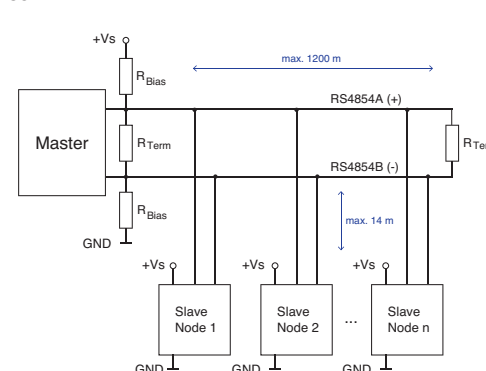 +Vs
max. 1200 m
RBias
RS4854A (+)
Master
RTerm
RTe
RS4854B (-)
RBias
max. 14 m
GND
+Vs
+Vs
+Vs
Slave
Node 1
Slave
Node 2
...
Slave
Node n
GND
GND
GND